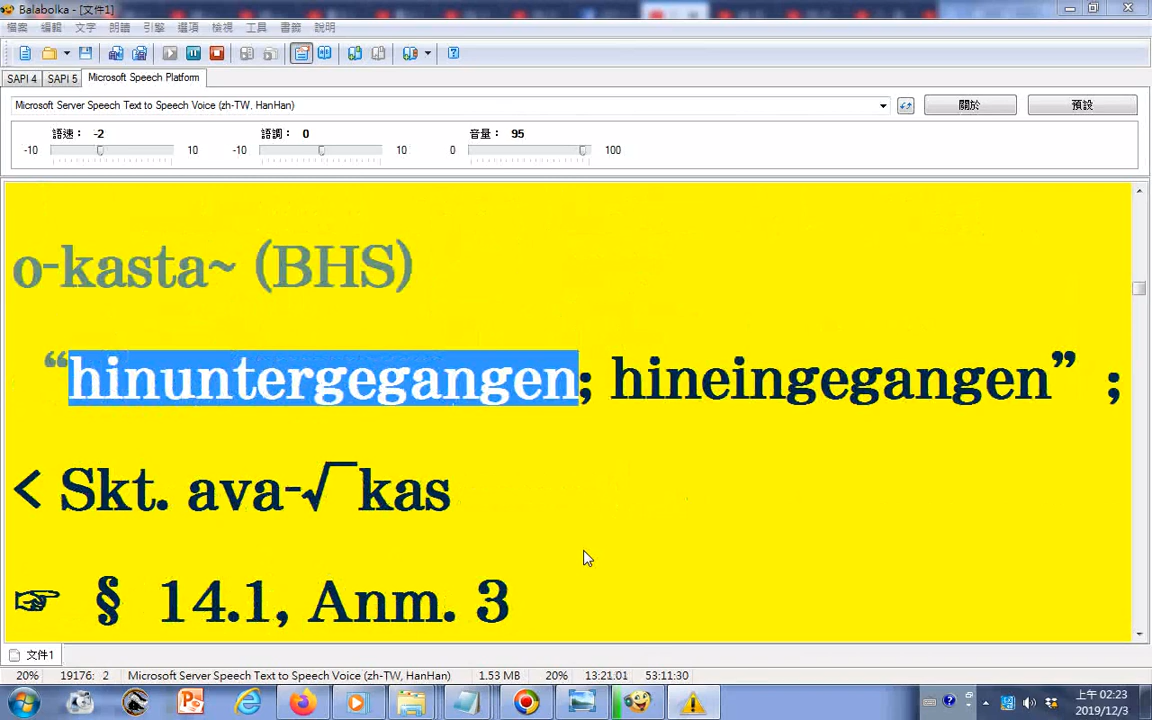 Balabolka - [文件1]
檔案 編輯 文字 朗讀 引擎 選項 檢視 工具 書籤 說明
SAPI 4 SAPI 5 Microsoft Speech Platform
Microsoft Server Speech Text to Speech Voice (zh-TW, HanHan) 關於 預設
語速： -2 語調： 0 音量： 95
-10 10 -10 10 0 100
o-kasta~ (BHS)
“hinuntergegangen; hineingegangen” ;
< Skt. ava-√kas
☞ § 14.1, Anm. 3
文件1
20% 19176: 2 Microsoft Server Speech Text to Speech Voice (zh-TW, HanHan) 1.53 MB 20% 13:21.01 53:11:30
上午 02:23
2019/12/3